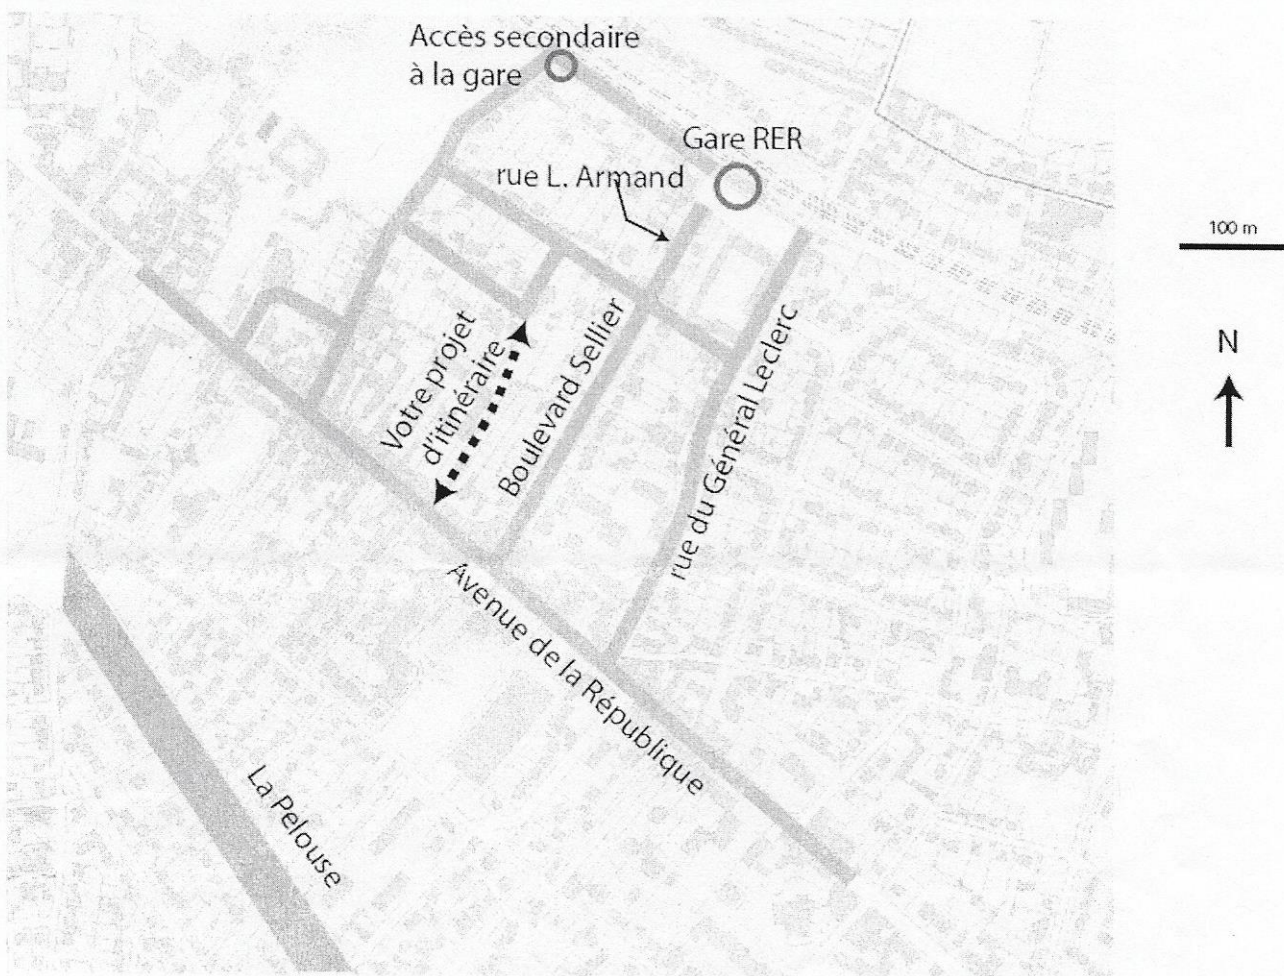 Accès secondaire
à la gare
Gare RER
rue L. Armand
100 m
N
Votre projet
d'itinéraire
Boulevard Sellier
rue du Général Leclerc
Avenue de la République
La Pelouse